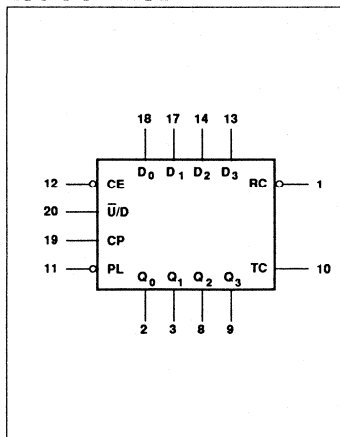 18 17 14 13
D₀ D₁ D₂ D₃
12 CE RC 1
20 U̅/D
19 CP
11 PL TC 10
Q₀ Q₁ Q₂ Q₃
2 3 8 9